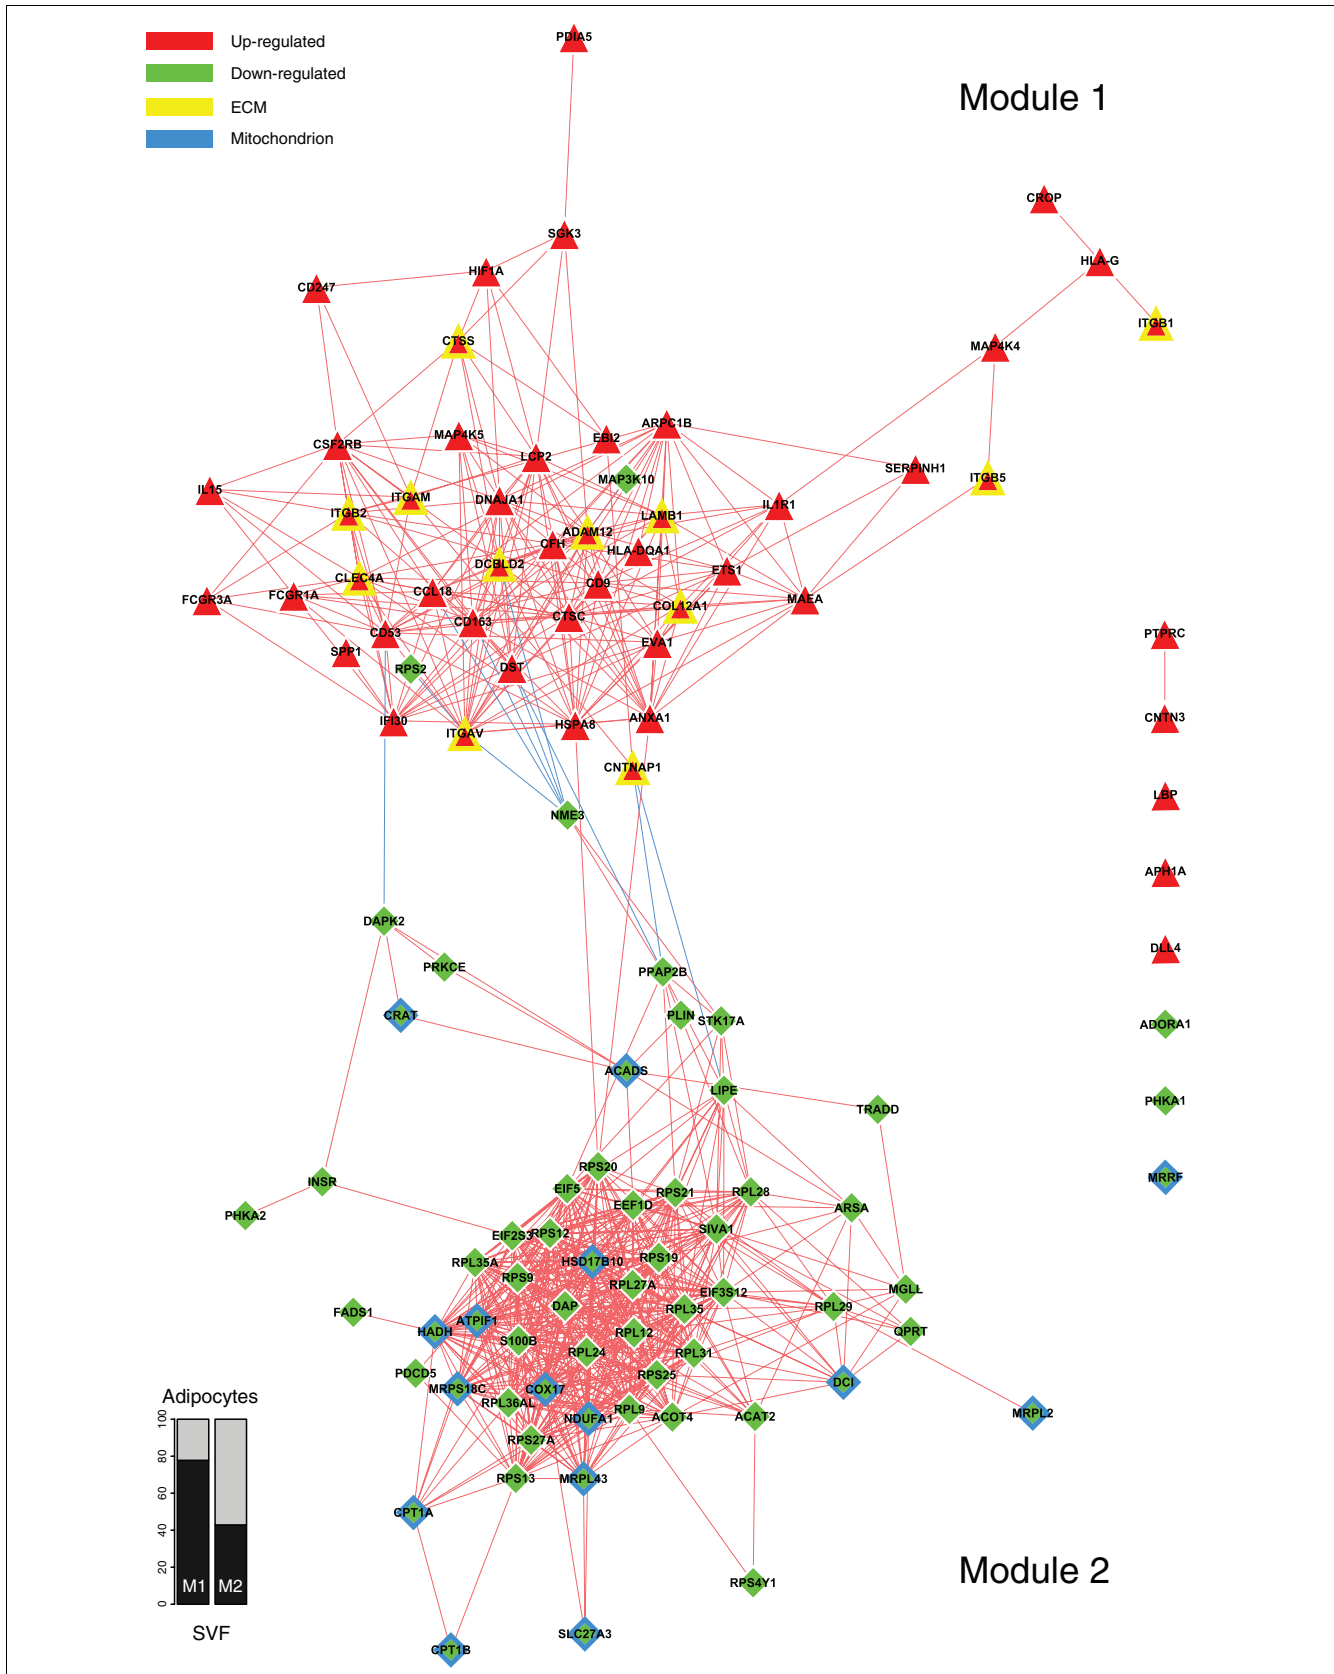 PDIA5
Up-regulated
Down-regulated
ECM
Mitochondrion
Module 1
CROP
SGK3
HLA-G
HIF1A
CD247
ITGB1
CTSS
MAP4K4
ARPC1B
MAP4K5
EBI2
CSF2RB
LCP2
SERPINH1
MAP3K10
ITGB5
IL15
ITGAM
DNAJA1
IL1R1
ITGB2
LAMB1
ADAM12
CFH
HLA-DQA1
DCBLD2
ETS1
CLEC4A
CD9
CCL18
FCGR1A
FCGR3A
COL12A1
MAEA
CTSC
CD163
CD53
PTPRC
EVA1
SPP1
RPS2
DST
ANXA1
CNTN3
IFI30
HSPA8
ITGAV
CNTNAP1
LBP
NME3
APH1A
DAPK2
DLL4
PRKCE
PPAP2B
CRAT
PLIN
STK17A
ADORA1
ACADS
LIPE
PHKA1
TRADD
RPS20
MRRF
INSR
EIF5
RPS21
RPL28
EEF1D
ARSA
PHKA2
SIVA1
EIF2S3
RPS12
RPL35A
HSD17B10
RPS19
RPS9
RPL27A
EIF3S12
MGLL
FADS1
DAP
RPL35
RPL29
ATPIF1
HADH
RPL12
QPRT
S100B
RPL24
RPL31
PDCD5
RPS25
DCI
MRPS18C
COX17
Adipocytes
RPL36AL
RPL9
NDUFA1
ACOT4
ACAT2
MRPL2
RPS27A
RPS13
MRPL43
CPT1A
100
80
60
40
20
0
M1
M2
SVF
Module 2
RPS4Y1
SLC27A3
CPT1B